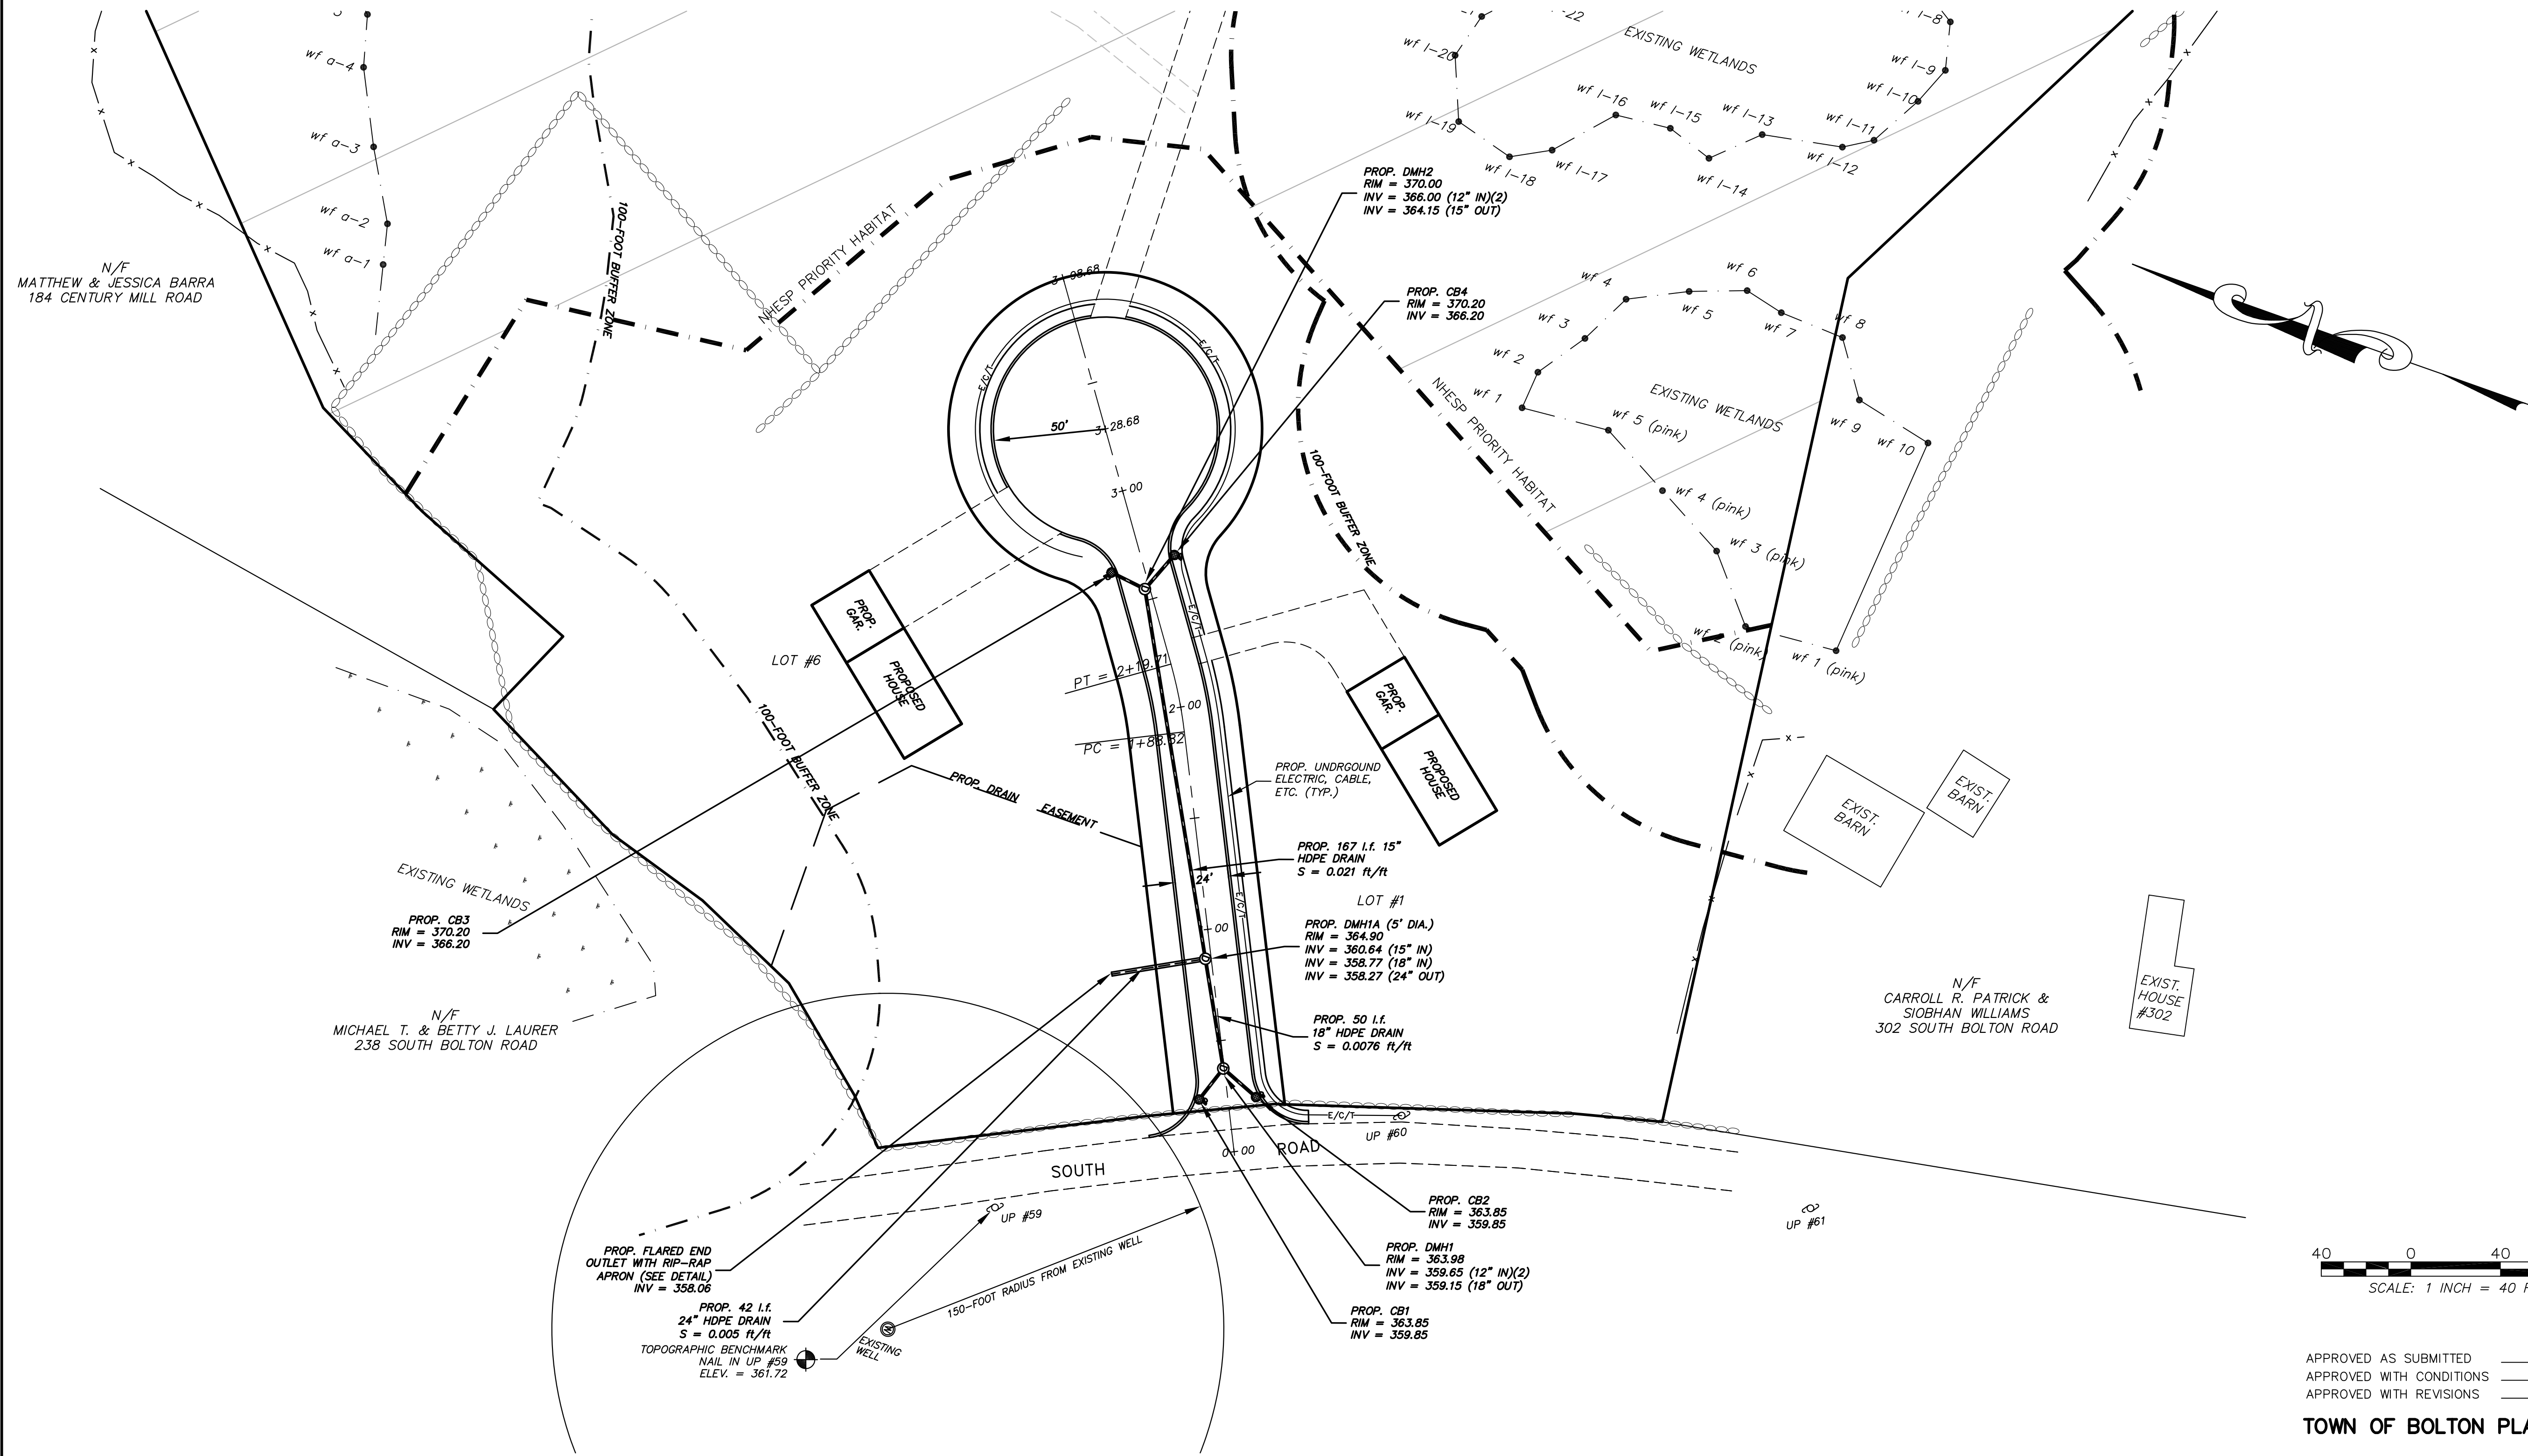 wf a-4
wf a-3
wf a-2
wf a-1
N/F
MATTHEW & JESSICA BARRA
184 CENTURY MILL ROAD
100-FOOT BUFFER ZONE
NHESP PRIORITY HABITAT
wf l-20
wf l-19
wf l-18
wf l-17
wf l-16
wf l-15
wf l-14
wf l-13
wf l-12
wf l-11
wf l-10
wf l-9
EXISTING WETLANDS
PROP. DMH2
RIM = 370.00
INV = 366.00 (12" IN)(2)
INV = 364.15 (15" OUT)
PROP. CB4
RIM = 370.20
INV = 366.20
3+98.68
E/C/T
E/C/T
50'
3+28.68
3+00
wf 1
wf 2
wf 3
wf 4
wf 5
wf 6
wf 7
wf 8
wf 9
wf 10
EXISTING WETLANDS
wf 5 (pink)
wf 4 (pink)
wf 3 (pink)
wf 2 (pink)
wf 1 (pink)
NHESP PRIORITY HABITAT
100-FOOT BUFFER ZONE
PROP.
GAR.
PROPOSED
HOUSE
LOT #6
E/C/T
PT = 2+19.71
2+00
PC = 1+88.82
PROP.
GAR.
PROPOSED
HOUSE
100-FOOT BUFFER ZONE
PROP. DRAIN EASEMENT
PROP. UNDRGOUND
ELECTRIC, CABLE,
ETC. (TYP.)
EXIST.
BARN
EXIST.
BARN
PROP. 167 l.f. 15"
HDPE DRAIN
S = 0.021 ft/ft
24'
E/C/T
LOT #1
EXISTING WETLANDS
PROP. CB3
RIM = 370.20
INV = 366.20
PROP. DMH1A (5' DIA.)
RIM = 364.90
INV = 360.64 (15" IN)
INV = 358.77 (18" IN)
INV = 358.27 (24" OUT)
N/F
MICHAEL T. & BETTY J. LAURER
238 SOUTH BOLTON ROAD
PROP. 50 l.f.
18" HDPE DRAIN
S = 0.0076 ft/ft
N/F
CARROLL R. PATRICK &
SIOBHAN WILLIAMS
302 SOUTH BOLTON ROAD
EXIST.
HOUSE
#302
E/C/T
UP #60
0+00
SOUTH ROAD
UP #59
UP #61
PROP. CB2
RIM = 363.85
INV = 359.85
PROP. DMH1
RIM = 363.98
INV = 359.65 (12" IN)(2)
INV = 359.15 (18" OUT)
PROP. CB1
RIM = 363.85
INV = 359.85
PROP. FLARED END
OUTLET WITH RIP-RAP
APRON (SEE DETAIL)
INV = 358.06
PROP. 42 l.f.
24" HDPE DRAIN
S = 0.005 ft/ft
TOPOGRAPHIC BENCHMARK
NAIL IN UP #59
ELEV. = 361.72
150-FOOT RADIUS FROM EXISTING WELL
EXISTING
WELL
40 0 40
SCALE: 1 INCH = 40
APPROVED AS SUBMITTED
APPROVED WITH CONDITIONS
APPROVED WITH REVISIONS
TOWN OF BOLTON